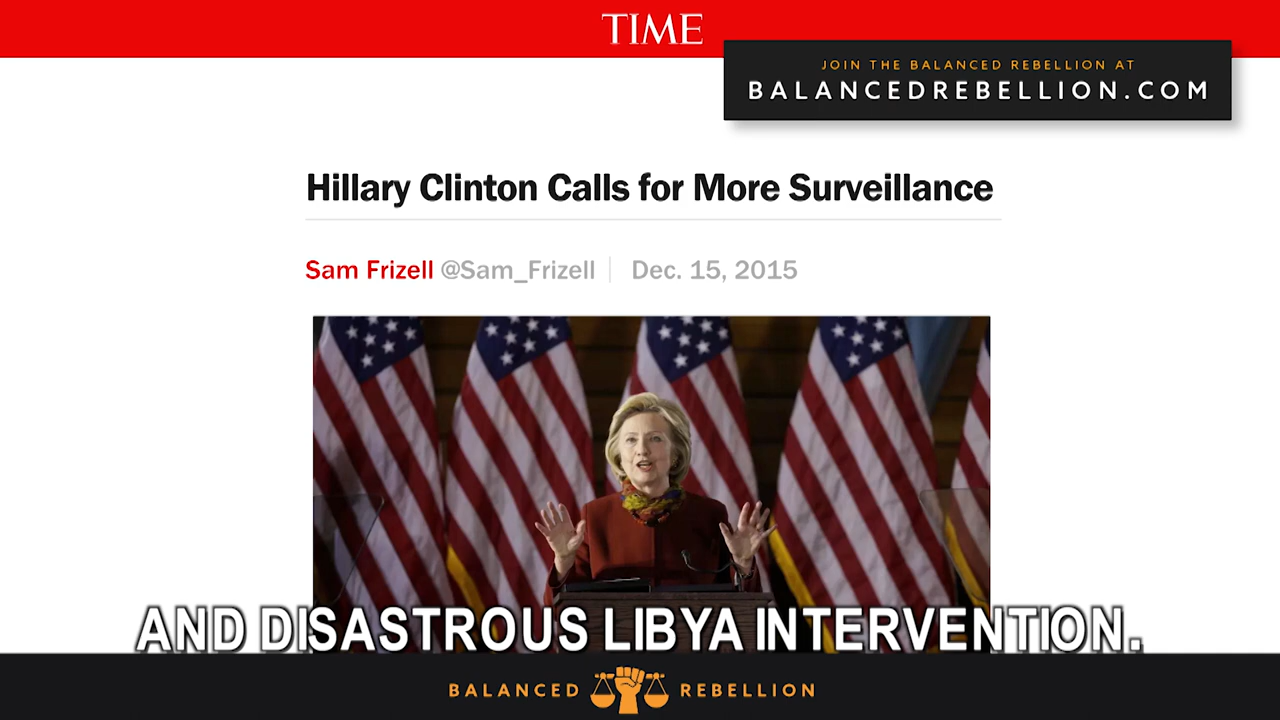 TIME
JOIN THE BALANCED REBELLION AT
BALANCEDREBELLION.COM
Hillary Clinton Calls for More Surveillance
Sam Frizell @Sam_Frizell | Dec. 15, 2015
AND DISASTROUS LIBYA INTERVENTION.
BALANCED REBELLION